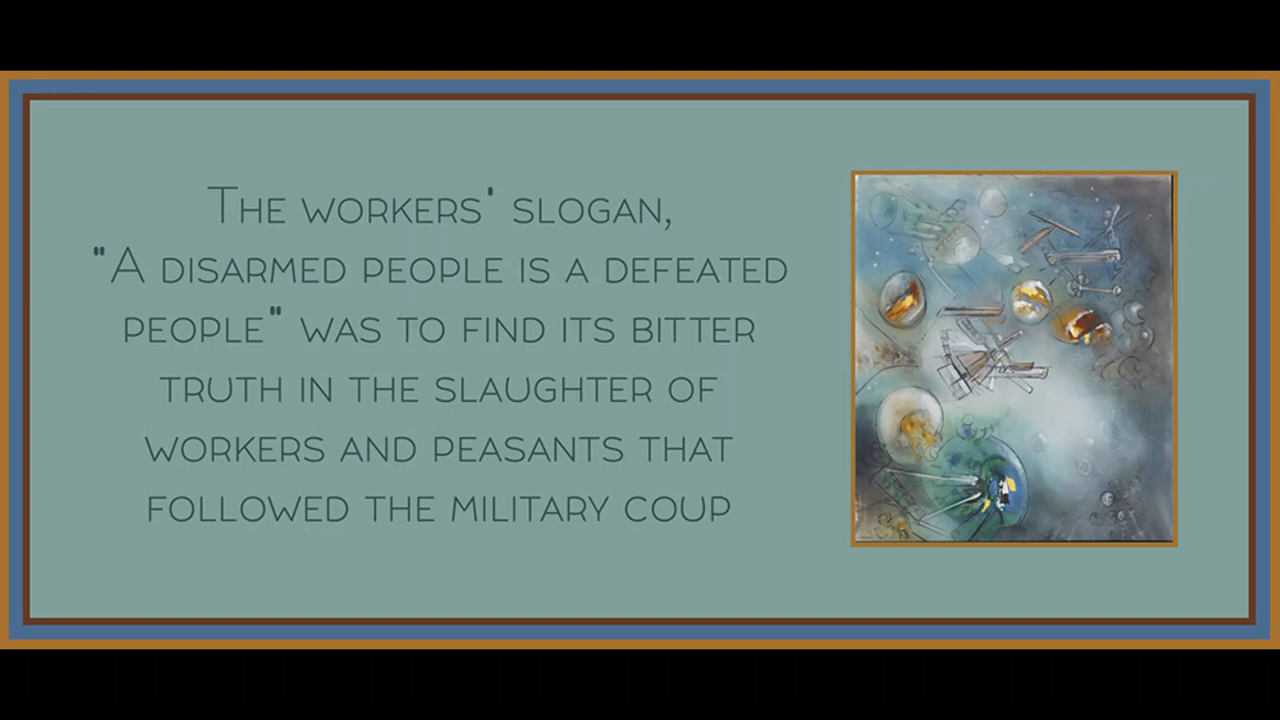 The workers' slogan,
"A disarmed people is a defeated
people" was to find its bitter
truth in the slaughter of
workers and peasants that
followed the military coup